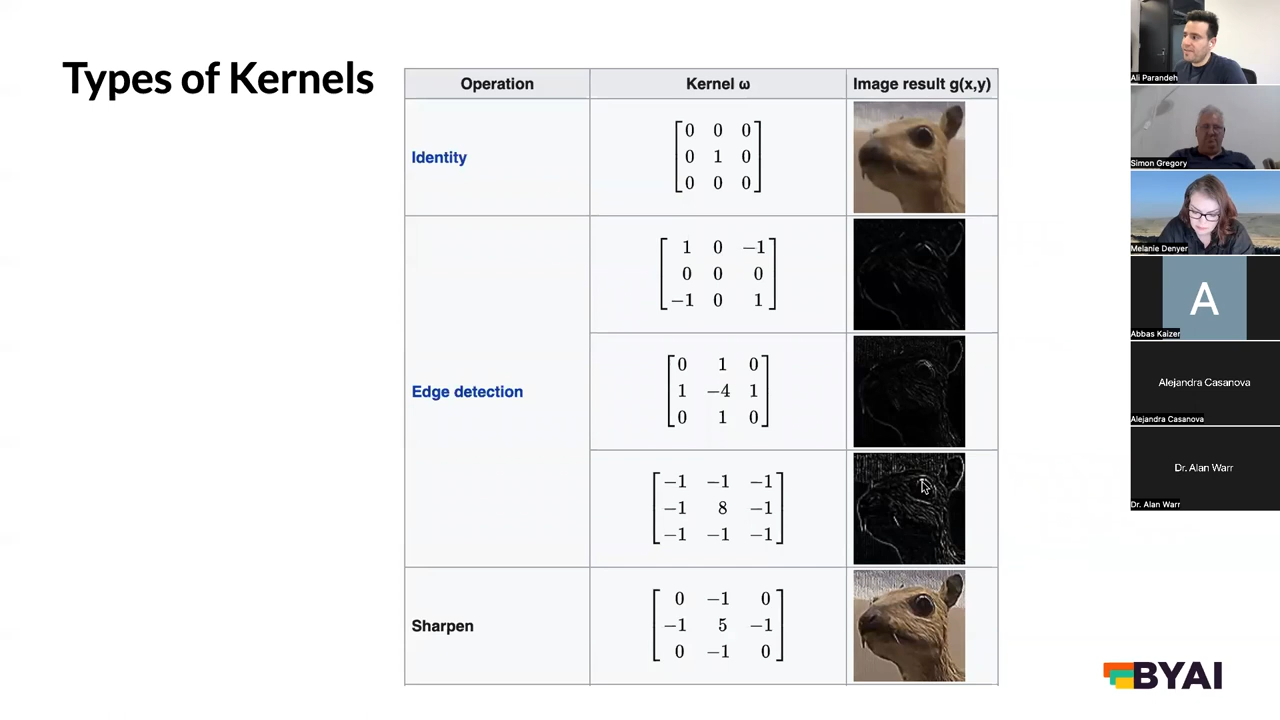 Types of Kernels
Operation Kernel ω Image result g(x,y)
Identity
0 0 0
0 1 0
0 0 0
Edge detection
1 0 −1
0 0 0
−1 0 1
0 1 0
1 −4 1
0 1 0
−1 −1 −1
−1 8 −1
−1 −1 −1
Sharpen
0 −1 0
−1 5 −1
0 −1 0
BYAI
Ali Parandeh
Simon Gregory
Melanie Denyer
A
Abbas Kaizer
Alejandra Casanova
Alejandra Casanova
Dr. Alan Warr
Dr. Alan Warr